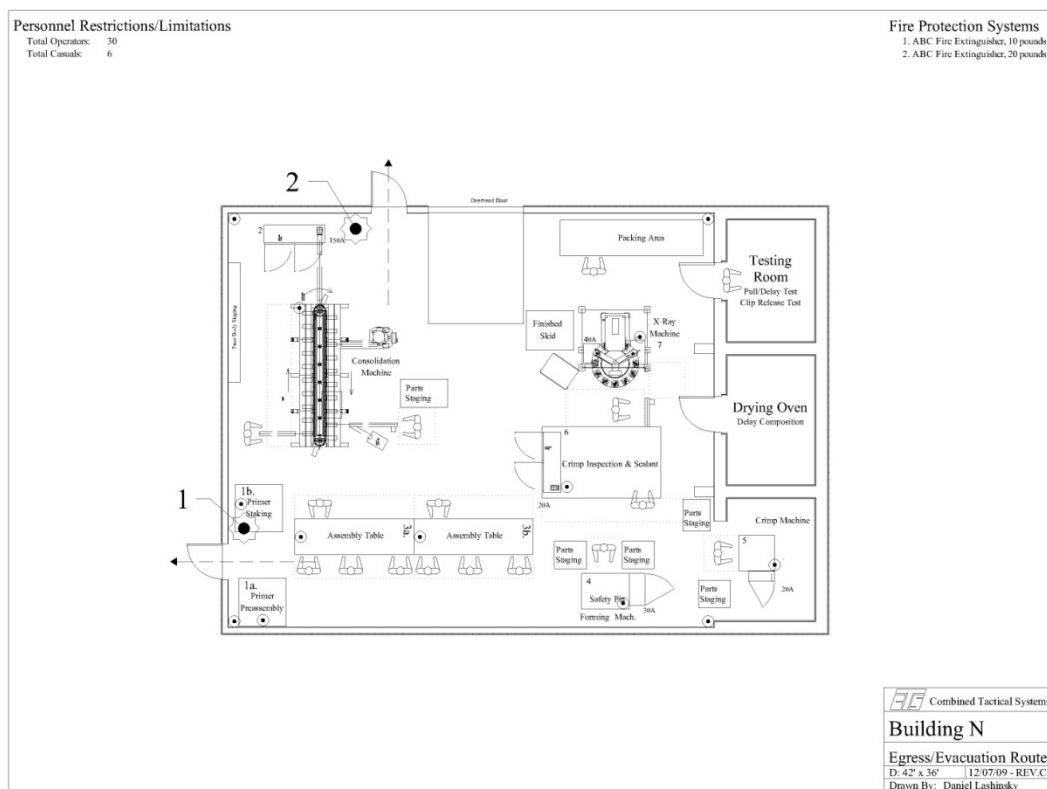 Personnel Restrictions/Limitations
Total Operators: 30
Total Casuals: 6
Fire Protection Systems
1. ABC Fire Extinguisher, 10 pounds
2. ABC Fire Extinguisher, 20 pounds
2
Overhead Door
2
150A
Packing Area
Testing
Room
Pull/Delay Test
Clip Release Test
Finished
Skid
X-Ray
Machine
7
40A
Consolidation
Machine
Parts
Staging
Drying Oven
Delay Composition
6
Crimp Inspection & Sealant
20A
1
1b.
Primer
Staking
Parts
Staging
Crimp Machine
3a.
Assembly Table
3b.
Assembly Table
5
Parts
Staging
Parts
Staging
1a.
Primer
Preassembly
4
Safety Pin
Forming Mach.
30A
Parts
Staging
20A
CTS Combined Tactical Systems
Building N
Egress/Evacuation Route
D: 42' x 36' 12/07/09 - REV.C
Drawn By: Daniel Lashinsky